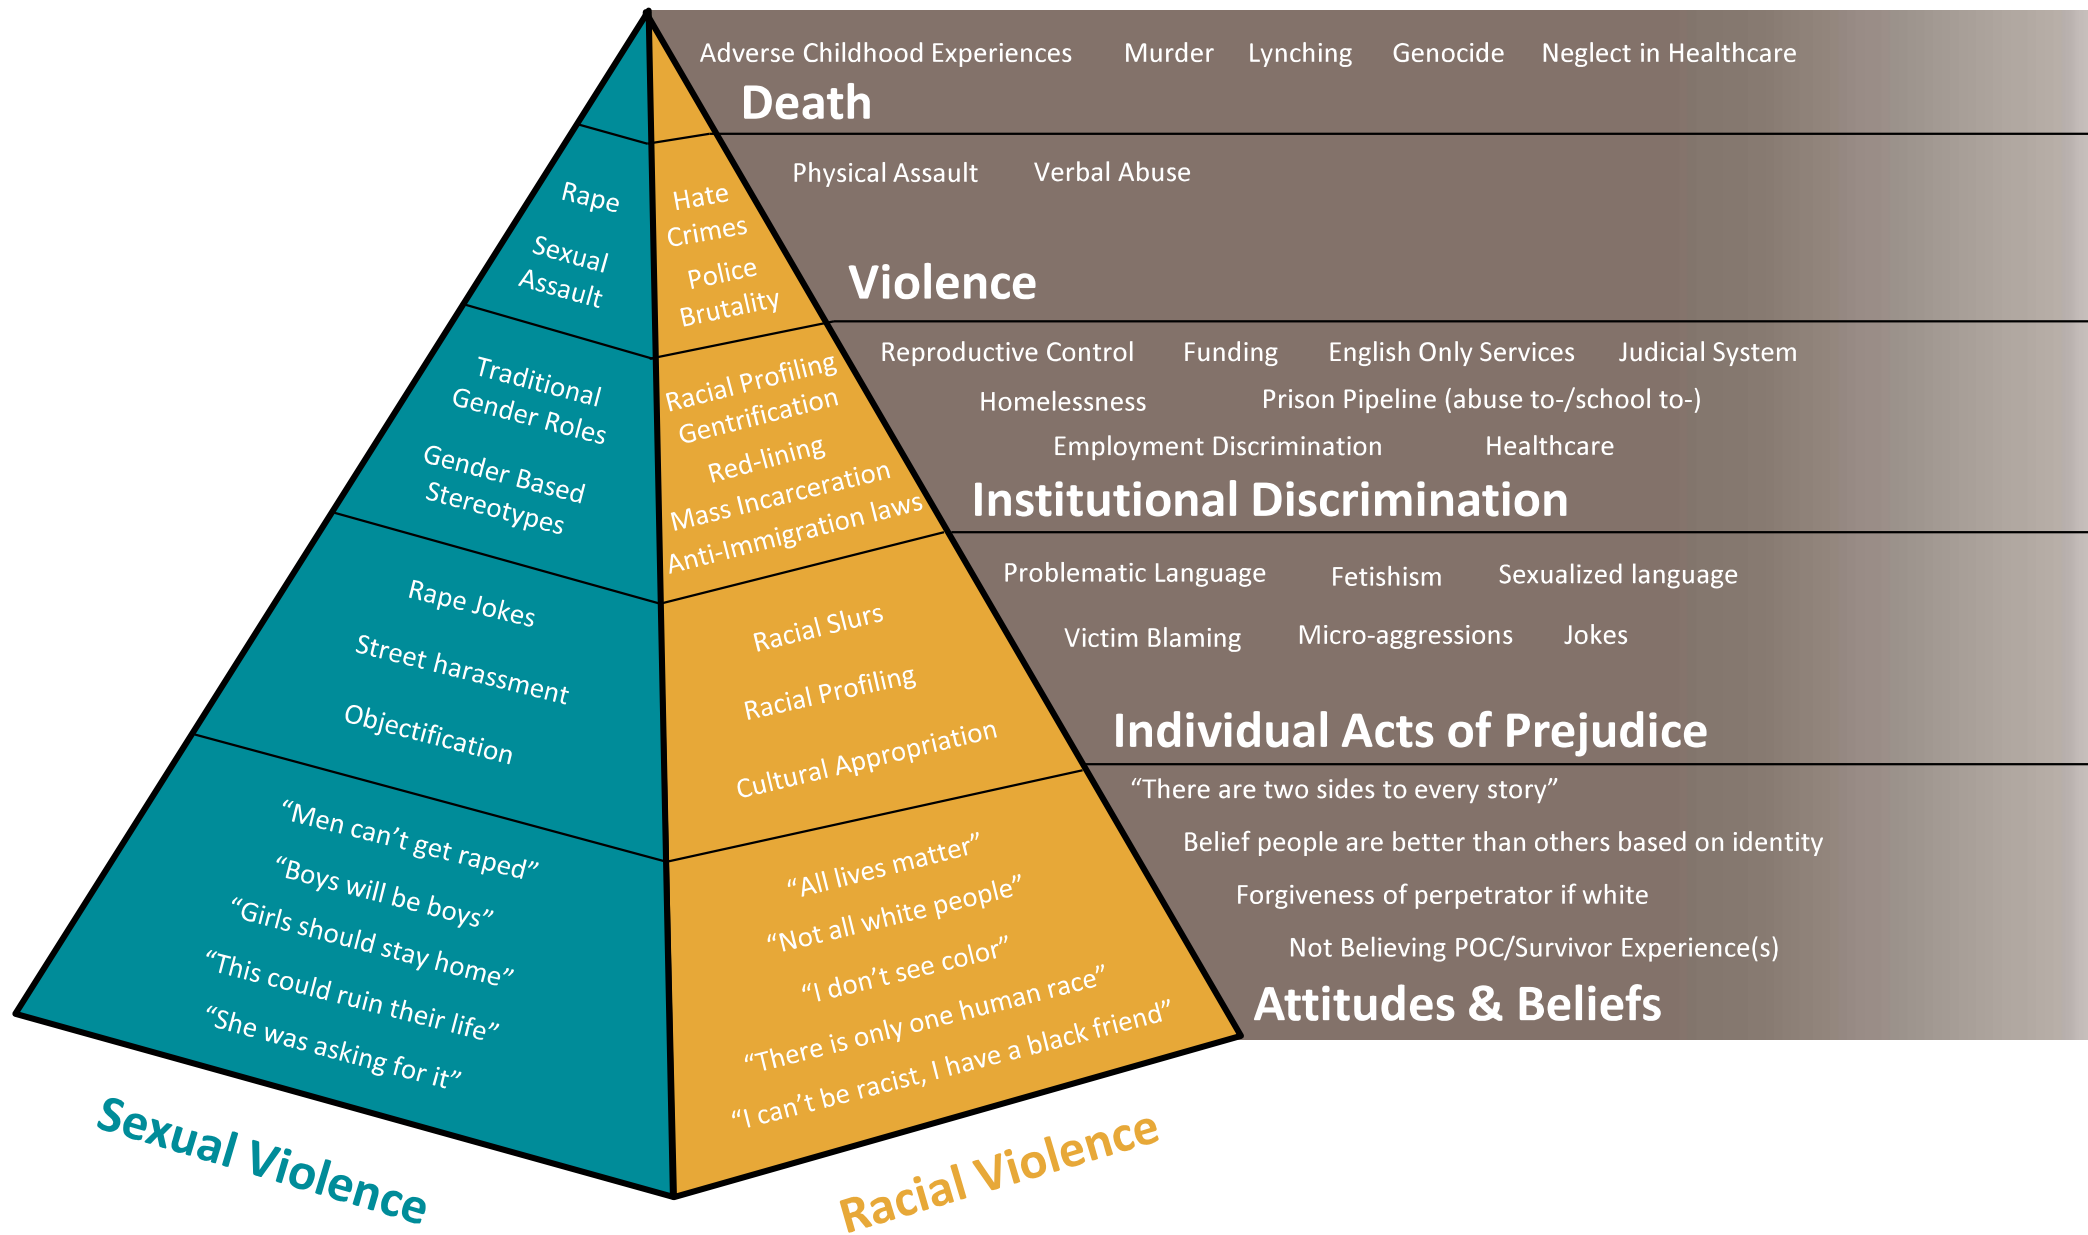 Adverse Childhood Experiences Murder Lynching Genocide Neglect in Healthcare
Death
Physical Assault Verbal Abuse
Rape
Sexual
Assault
Hate
Crimes
Police
Brutality
Violence
Reproductive Control Funding English Only Services Judicial System
Homelessness Prison Pipeline (abuse to-/school to-)
Employment Discrimination Healthcare
Traditional
Gender Roles
Gender Based
Stereotypes
Racial Profiling
Gentrification
Red-lining
Mass Incarceration
Anti-Immigration laws
Institutional Discrimination
Problematic Language Fetishism Sexualized language
Victim Blaming Micro-aggressions Jokes
Rape Jokes
Street harassment
Objectification
Racial Slurs
Racial Profiling
Cultural Appropriation
Individual Acts of Prejudice
“There are two sides to every story”
Belief people are better than others based on identity
Forgiveness of perpetrator if white
Not Believing POC/Survivor Experience(s)
“Men can’t get raped”
“Boys will be boys”
“Girls should stay home”
“This could ruin their life”
“She was asking for it”
“All lives matter”
“Not all white people”
“I don’t see color”
“There is only one human race”
“I can’t be racist, I have a black friend”
Attitudes & Beliefs
Sexual Violence
Racial Violence